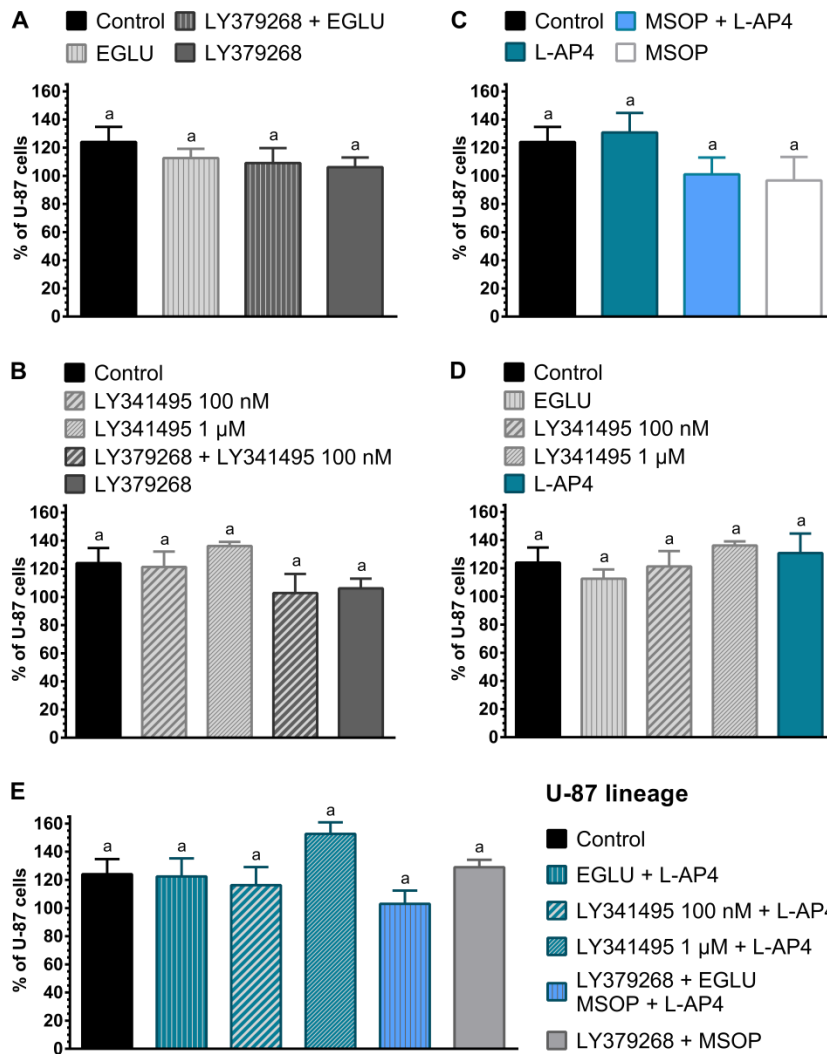 A
Control
LY379268 + EGLU
EGLU
LY379268
% of U-87 cells
160
140
120
100
80
60
40
20
0
a a a a
C
Control
MSOP + L-AP4
L-AP4
MSOP
% of U-87 cells
160
140
120
100
80
60
40
20
0
a a a a
B
Control
LY341495 100 nM
LY341495 1 µM
LY379268 + LY341495 100 nM
LY379268
% of U-87 cells
160
140
120
100
80
60
40
20
0
a a a a a
D
Control
EGLU
LY341495 100 nM
LY341495 1 µM
L-AP4
% of U-87 cells
160
140
120
100
80
60
40
20
0
a a a a a
E
% of U-87 cells
160
140
120
100
80
60
40
20
0
a a a a a a
U-87 lineage
Control
EGLU + L-AP4
LY341495 100 nM + L-AP4
LY341495 1 µM + L-AP4
LY379268 + EGLU
MSOP + L-AP4
LY379268 + MSOP